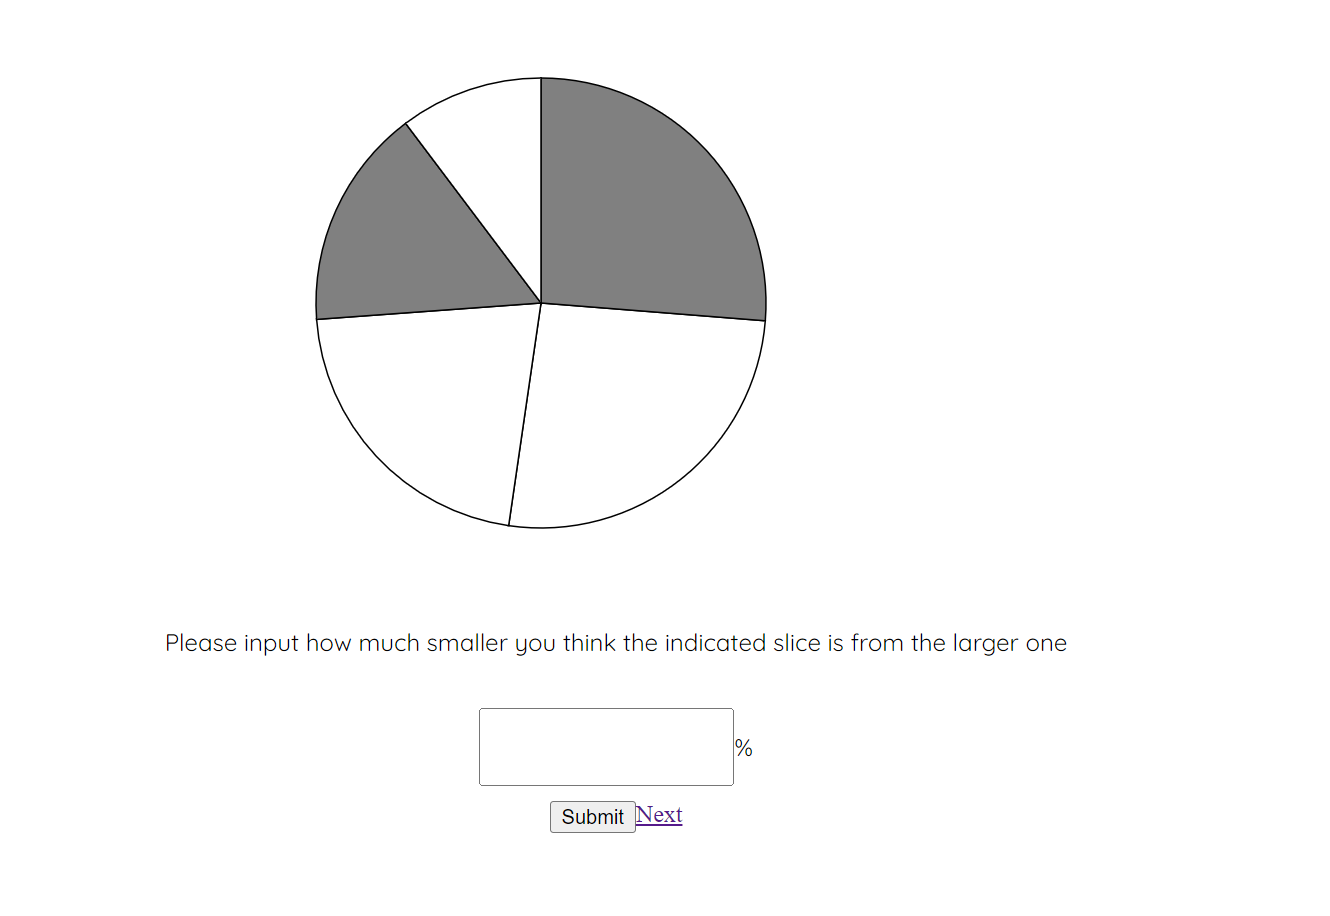 Please input how much smaller you think the indicated slice is from the larger one
%
Submit Next